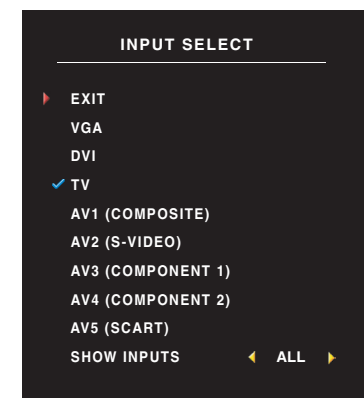 INPUT SELECT
EXIT
VGA
DVI
TV
AV1 (COMPOSITE)
AV2 (S-VIDEO)
AV3 (COMPONENT 1)
AV4 (COMPONENT 2)
AV5 (SCART)
SHOW INPUTS ALL